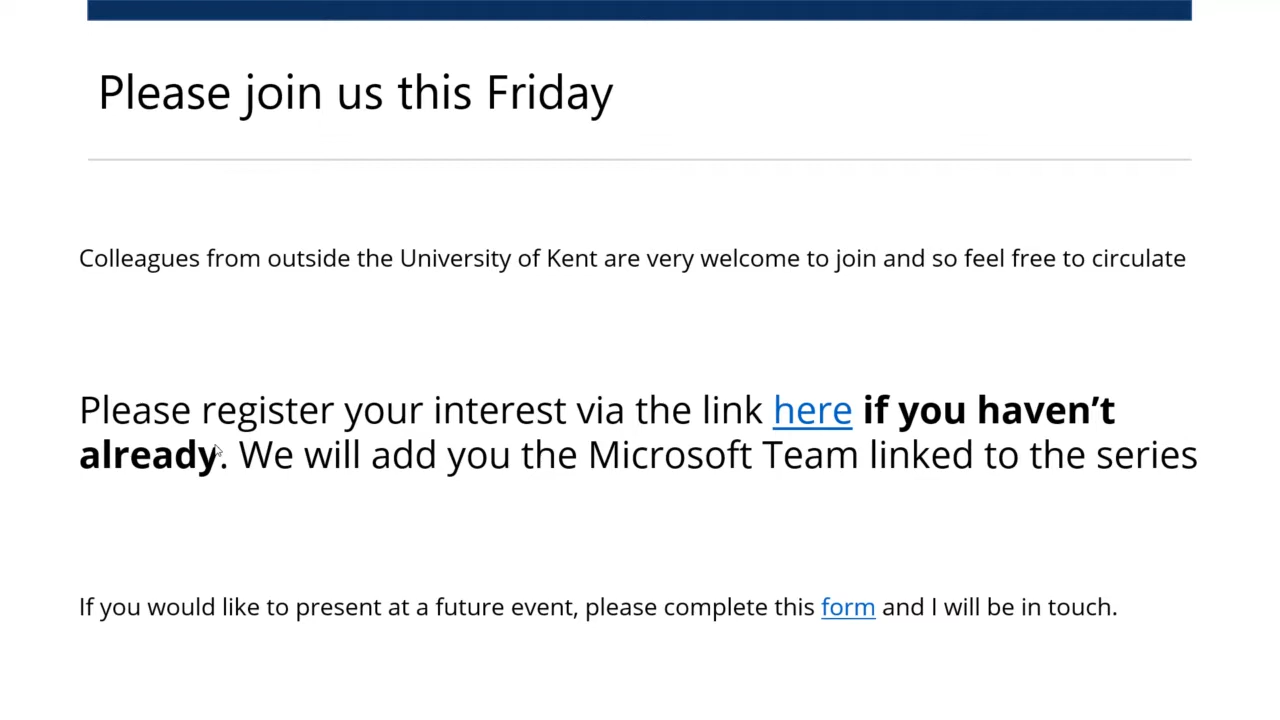 Please join us this Friday
Colleagues from outside the University of Kent are very welcome to join and so feel free to circulate
Please register your interest via the link here if you haven’t
already. We will add you the Microsoft Team linked to the series
If you would like to present at a future event, please complete this form and I will be in touch.